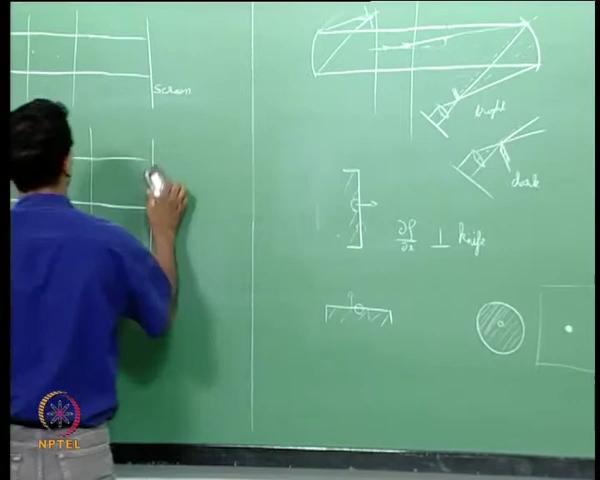 Screen
bright
dark
∂ρ/∂x ⊥ knife
NPTEL